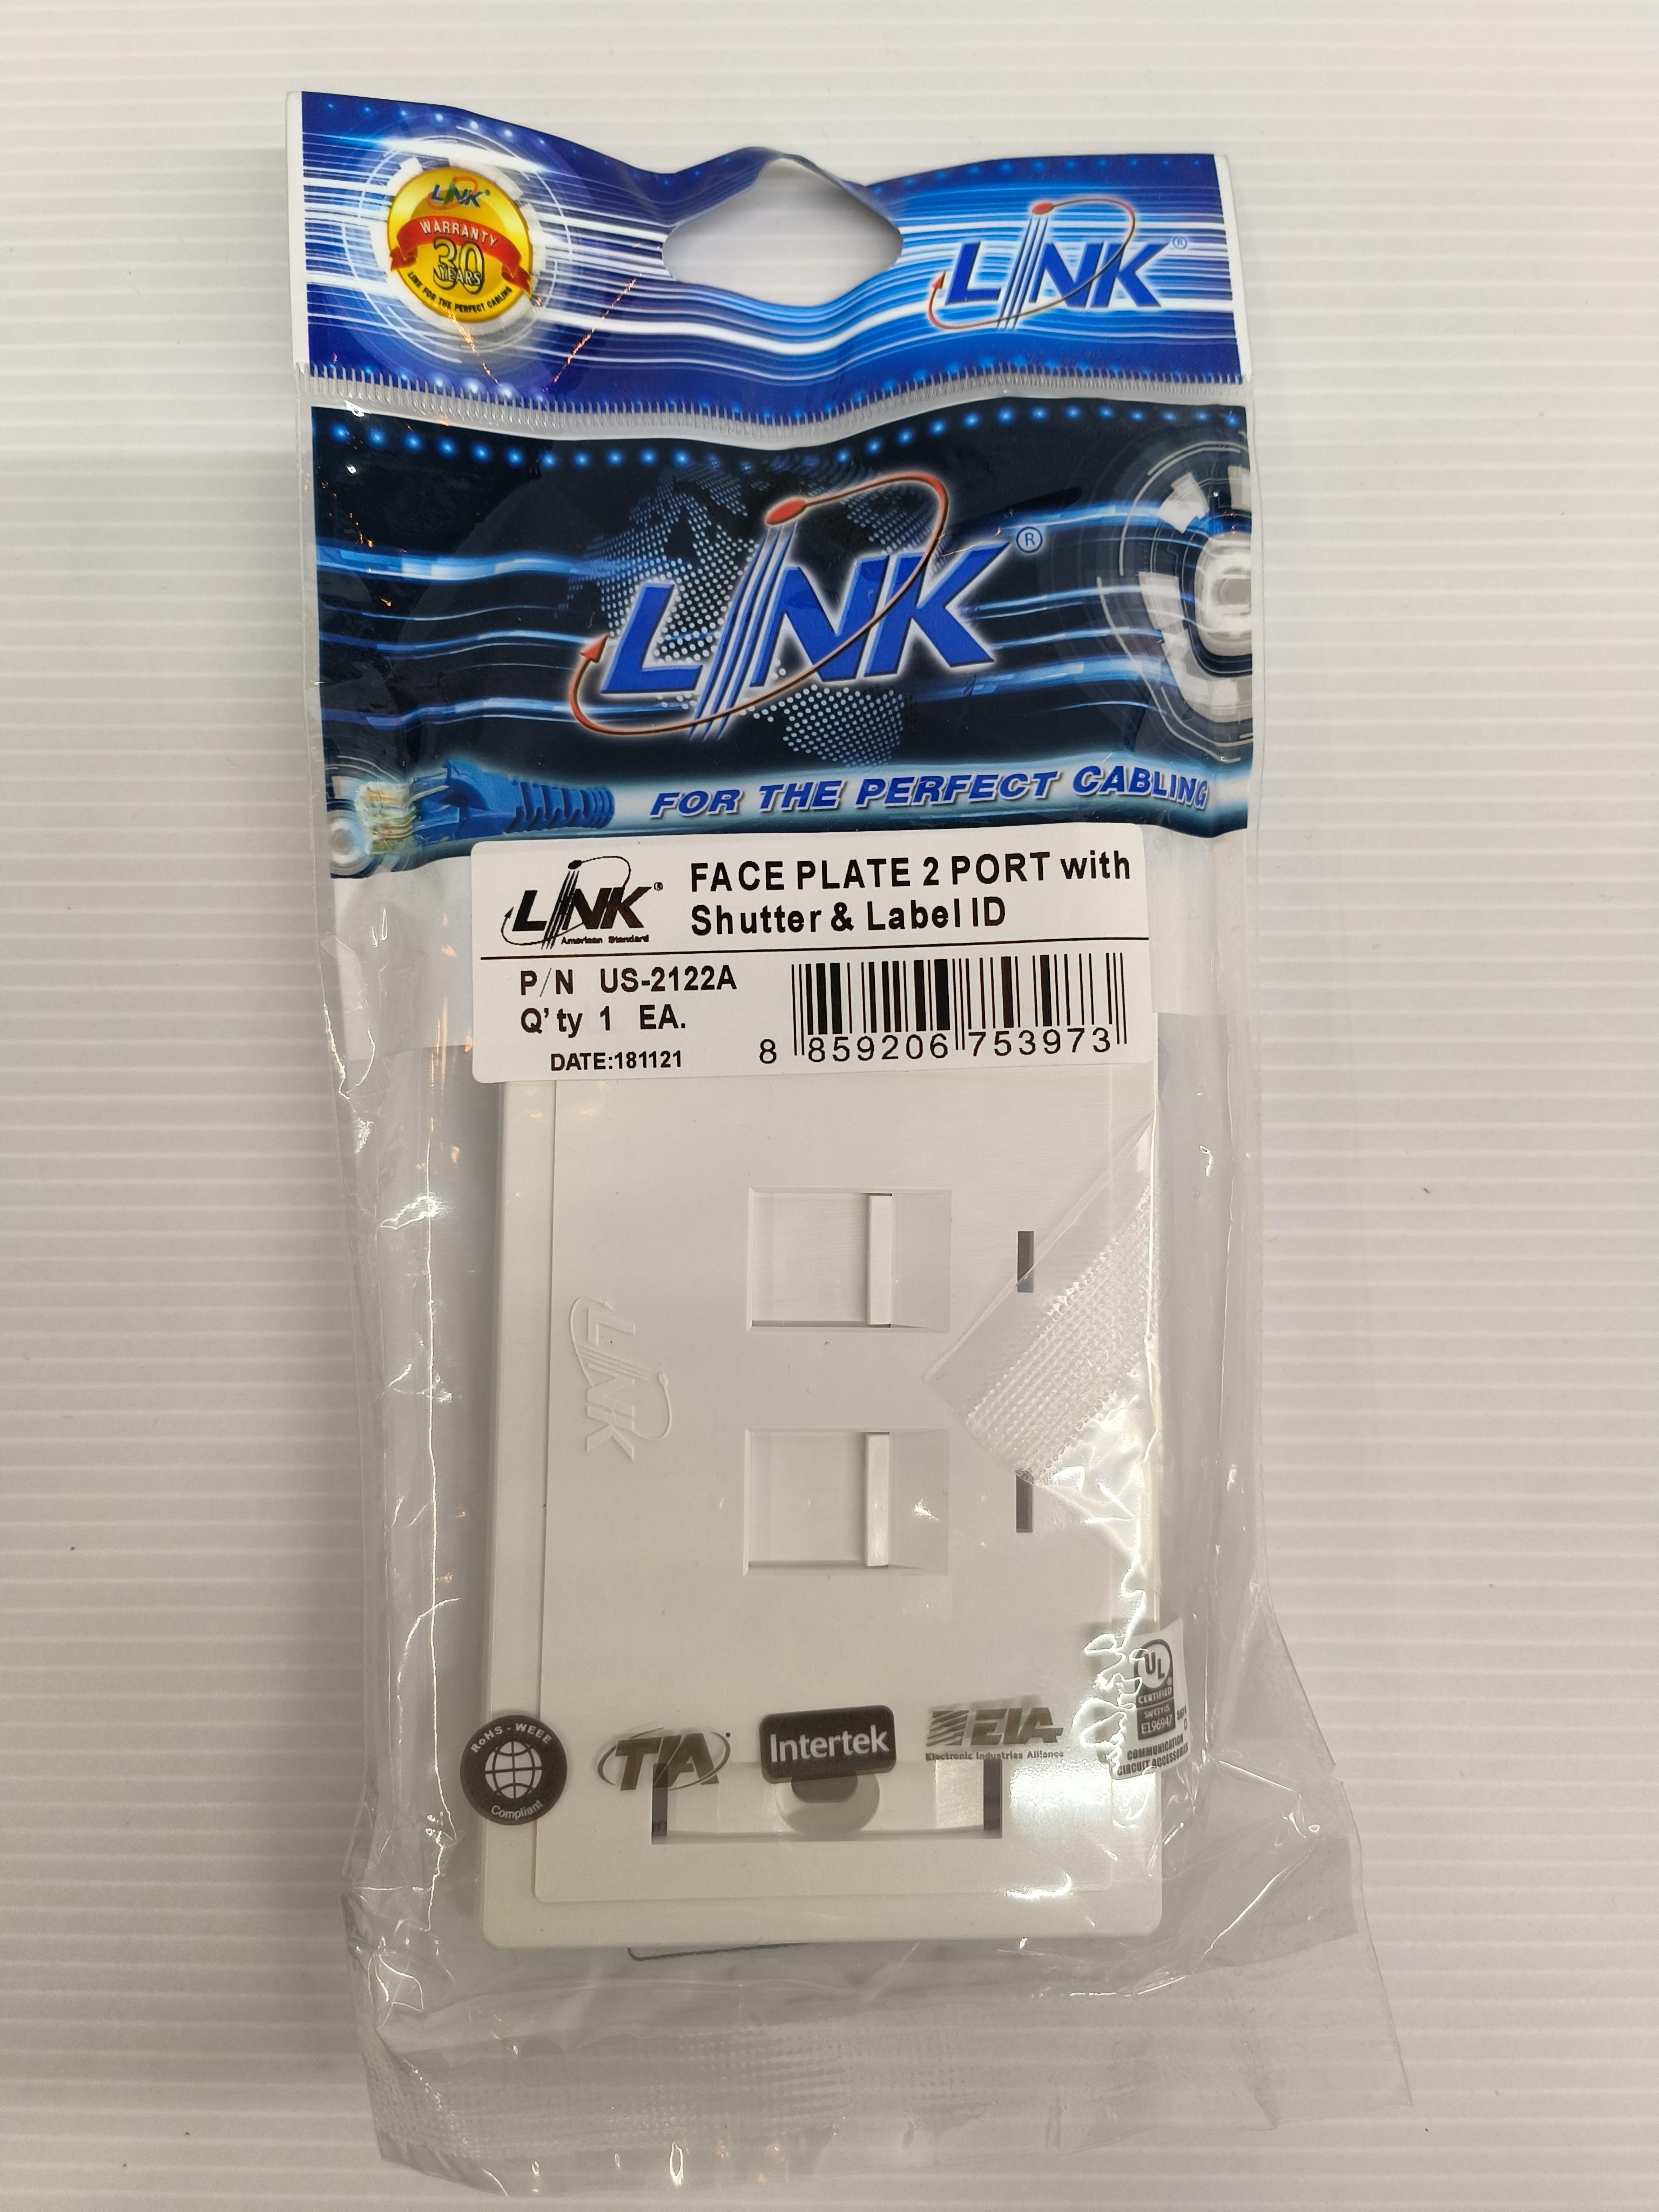 LINK®
WARRANTY
30
YEARS
LINK FOR THE PERFECT CABLING
LINK®
LINK®
FOR THE PERFECT CABLING
LINK®
American Standard
FACE PLATE 2 PORT with
Shutter & Label ID
P/N US-2122A
Q'ty 1 EA.
DATE:181121
8 859206 753973
LINK
RoHS - WEEE
Compliant
TIA
Intertek
EIA
Electronic Industries Alliance
UL
CERTIFIED
SAFETY US
E196947
COMMUNICATION
CIRCUIT ACCESSORIES